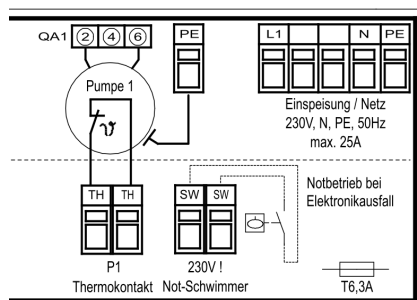 QA1 2 4 6 PE L1 N PE
Pumpe 1
ϑ
Einspeisung / Netz
230V, N, PE, 50Hz
max. 25A
TH TH SW SW
Notbetrieb bei
Elektronikausfall
P1
Thermokontakt
230V !
Not-Schwimmer
T6,3A